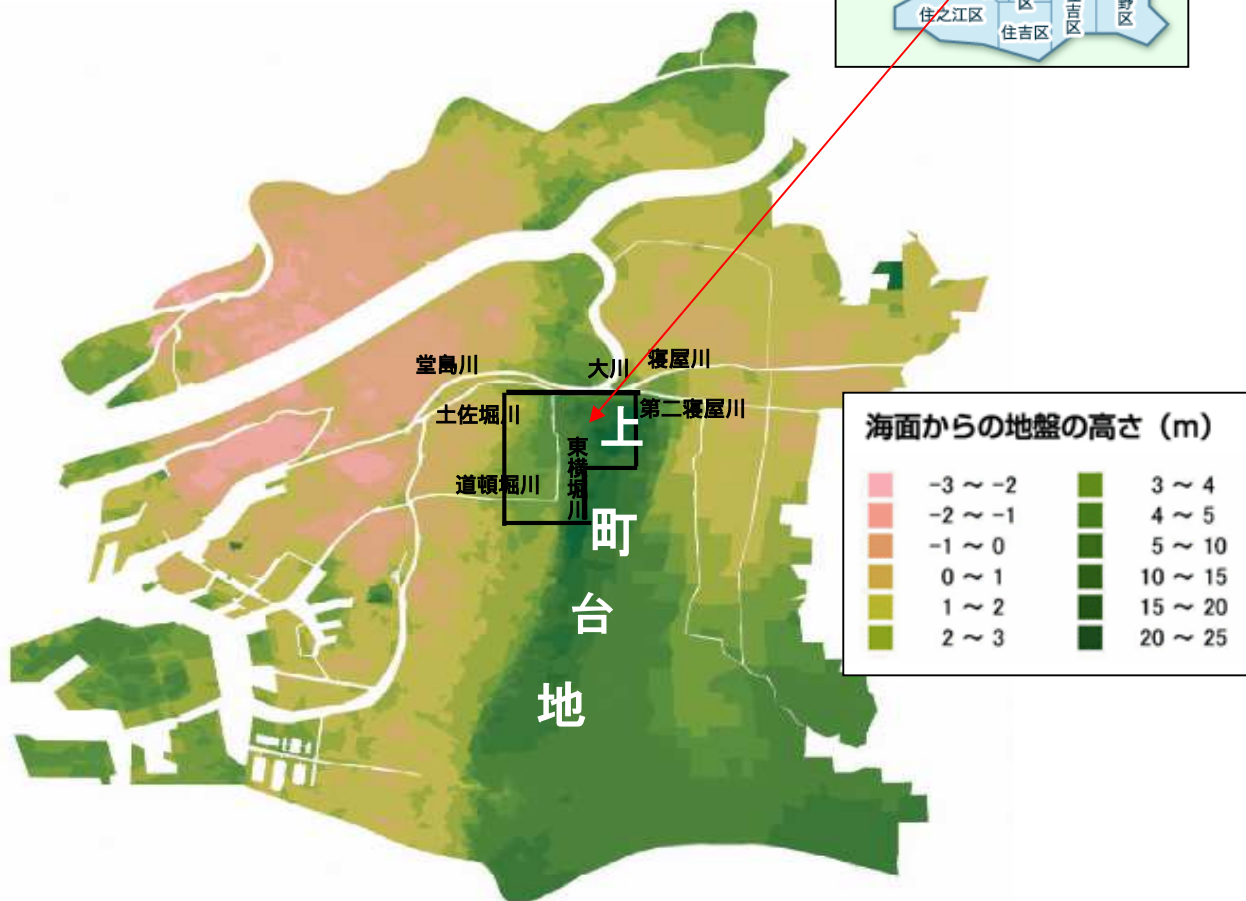 住之江区
区
住吉区
吉区
野区
堂島川
大川
寝屋川
土佐堀川
第二寝屋川
東横堀川
道頓堀川
上町台地
海面からの地盤の高さ（m）
-3 ～ -2
-2 ～ -1
-1 ～ 0
0 ～ 1
1 ～ 2
2 ～ 3
3 ～ 4
4 ～ 5
5 ～ 10
10 ～ 15
15 ～ 20
20 ～ 25